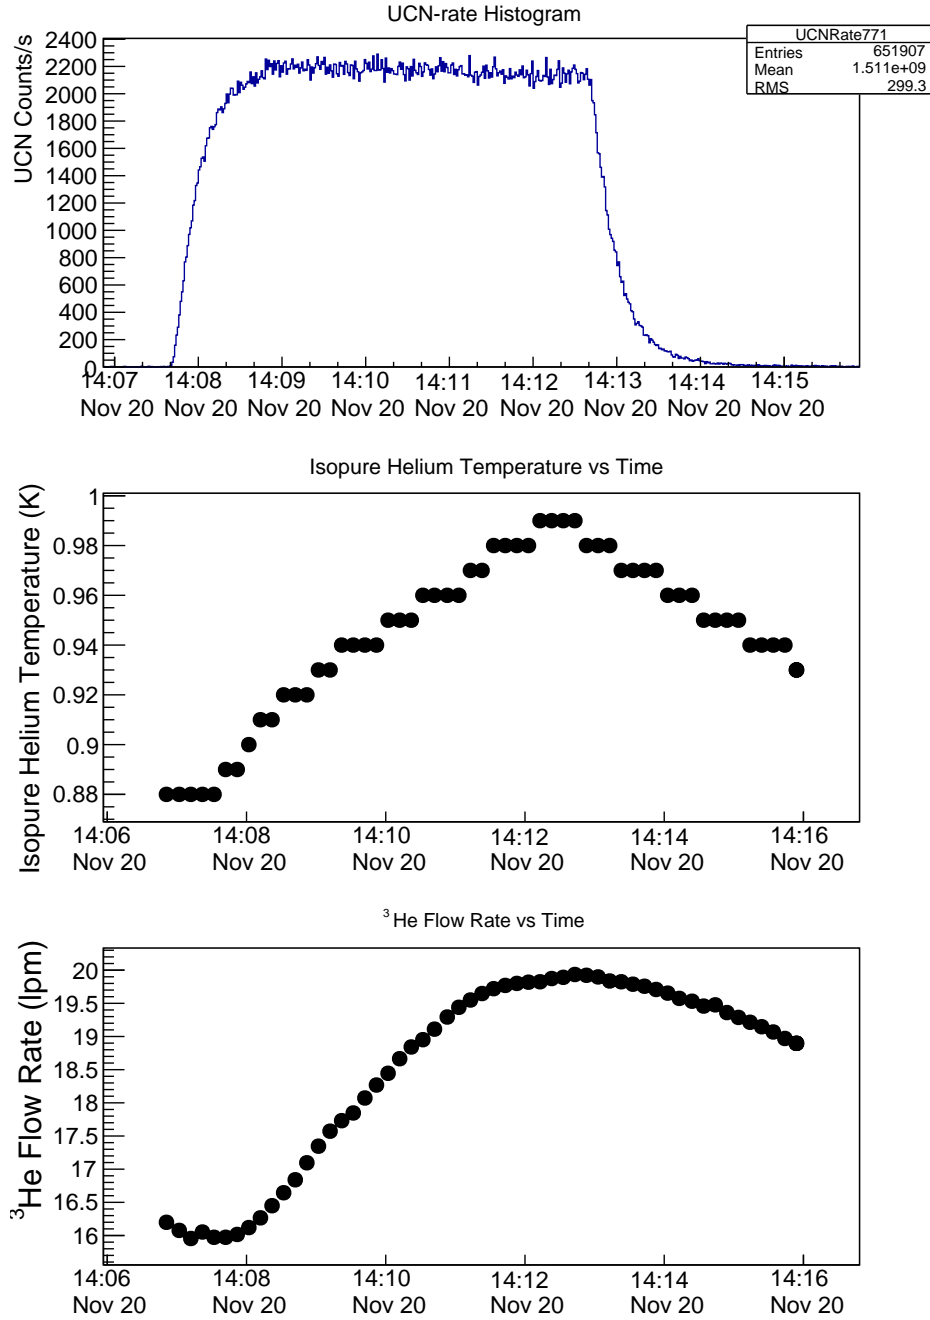 UCN-rate Histogram
UCNRate771
Entries 651907
Mean 1.511e+09
RMS 299.3
UCN Counts/s
2400
2200
2000
1800
1600
1400
1200
1000
800
600
400
200
0
14:07 14:08 14:09 14:10 14:11 14:12 14:13 14:14 14:15
Nov 20 Nov 20 Nov 20 Nov 20 Nov 20 Nov 20 Nov 20 Nov 20 Nov 20
Isopure Helium Temperature vs Time
Isopure Helium Temperature (K)
1
0.98
0.96
0.94
0.92
0.9
0.88
14:06 14:08 14:10 14:12 14:14 14:16
Nov 20 Nov 20 Nov 20 Nov 20 Nov 20 Nov 20
³He Flow Rate vs Time
³He Flow Rate (lpm)
20
19.5
19
18.5
18
17.5
17
16.5
16
14:06 14:08 14:10 14:12 14:14 14:16
Nov 20 Nov 20 Nov 20 Nov 20 Nov 20 Nov 20